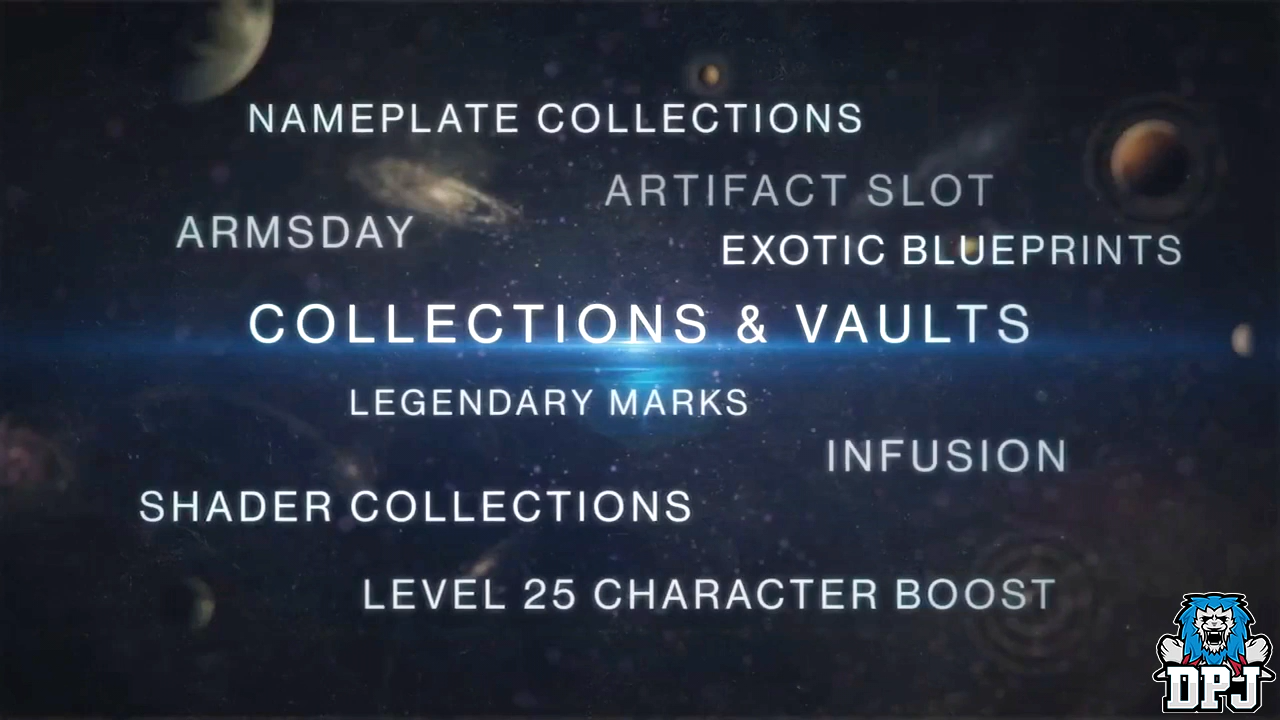 NAMEPLATE COLLECTIONS
ARTIFACT SLOT
ARMSDAY
EXOTIC BLUEPRINTS
COLLECTIONS & VAULTS
LEGENDARY MARKS
INFUSION
SHADER COLLECTIONS
LEVEL 25 CHARACTER BOOST
DPJ